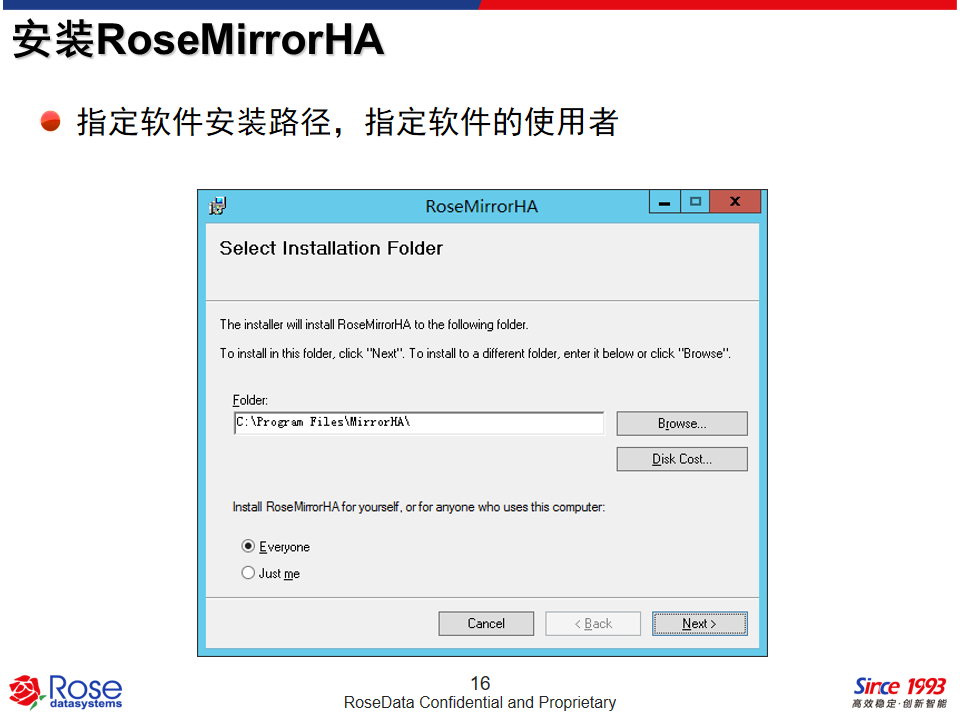 安装RoseMirrorHA
指定软件安装路径，指定软件的使用者
RoseMirrorHA
Select Installation Folder
The installer will install RoseMirrorHA to the following folder.
To install in this folder, click "Next". To install to a different folder, enter it below or click "Browse".
Folder:
C:\Program Files\MirrorHA\
Browse...
Disk Cost...
Install RoseMirrorHA for yourself, or for anyone who uses this computer:
Everyone
Just me
Cancel
< Back
Next >
Rose
datasystems
16
RoseData Confidential and Proprietary
Since 1993
高效稳定·创新智能